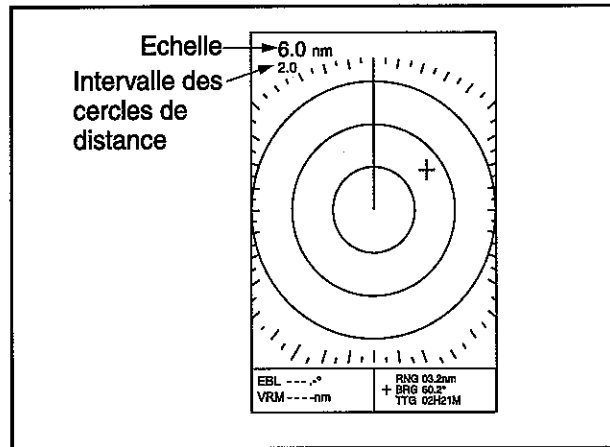 Echelle
6.0 nm
2.0
Intervalle des
cercles de
distance
EBL ---.-°
VRM ----nm
+ RNG 03.2nm
BRG 60.2°
TTG 02H21M